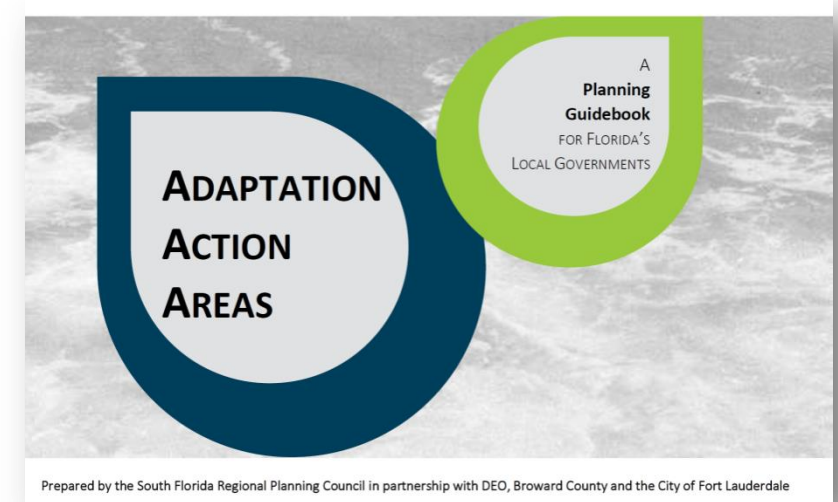 A
Planning
Guidebook
FOR FLORIDA'S
LOCAL GOVERNMENTS
ADAPTATION
ACTION
AREAS
Prepared by the South Florida Regional Planning Council in partnership with DEO, Broward County and the City of Fort Lauderdale